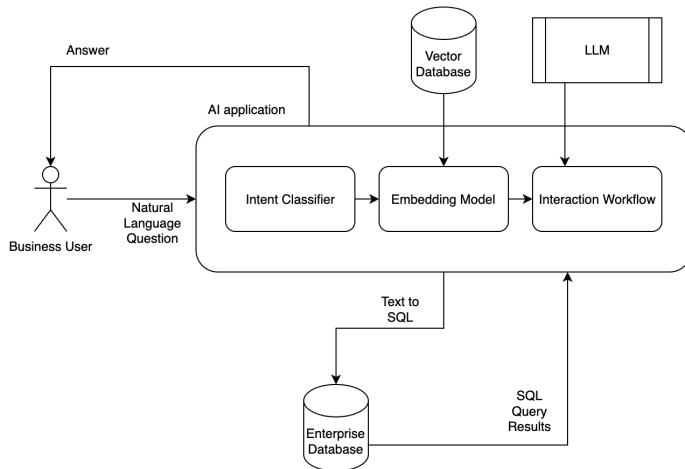 Answer
Vector
Database
LLM
AI application
Intent Classifier
Embedding Model
Interaction Workflow
Natural
Language
Question
Business User
Text to
SQL
SQL
Query
Results
Enterprise
Database